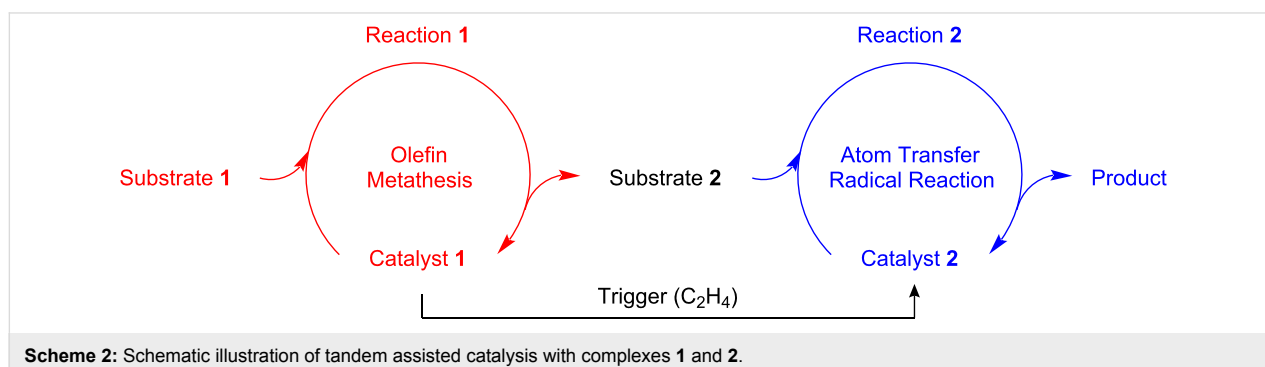 Reaction 1
Reaction 2
Substrate 1
Olefin
Metathesis
Substrate 2
Atom Transfer
Radical Reaction
Product
Catalyst 1
Catalyst 2
Trigger (C₂H₄)
Scheme 2: Schematic illustration of tandem assisted catalysis with complexes 1 and 2.